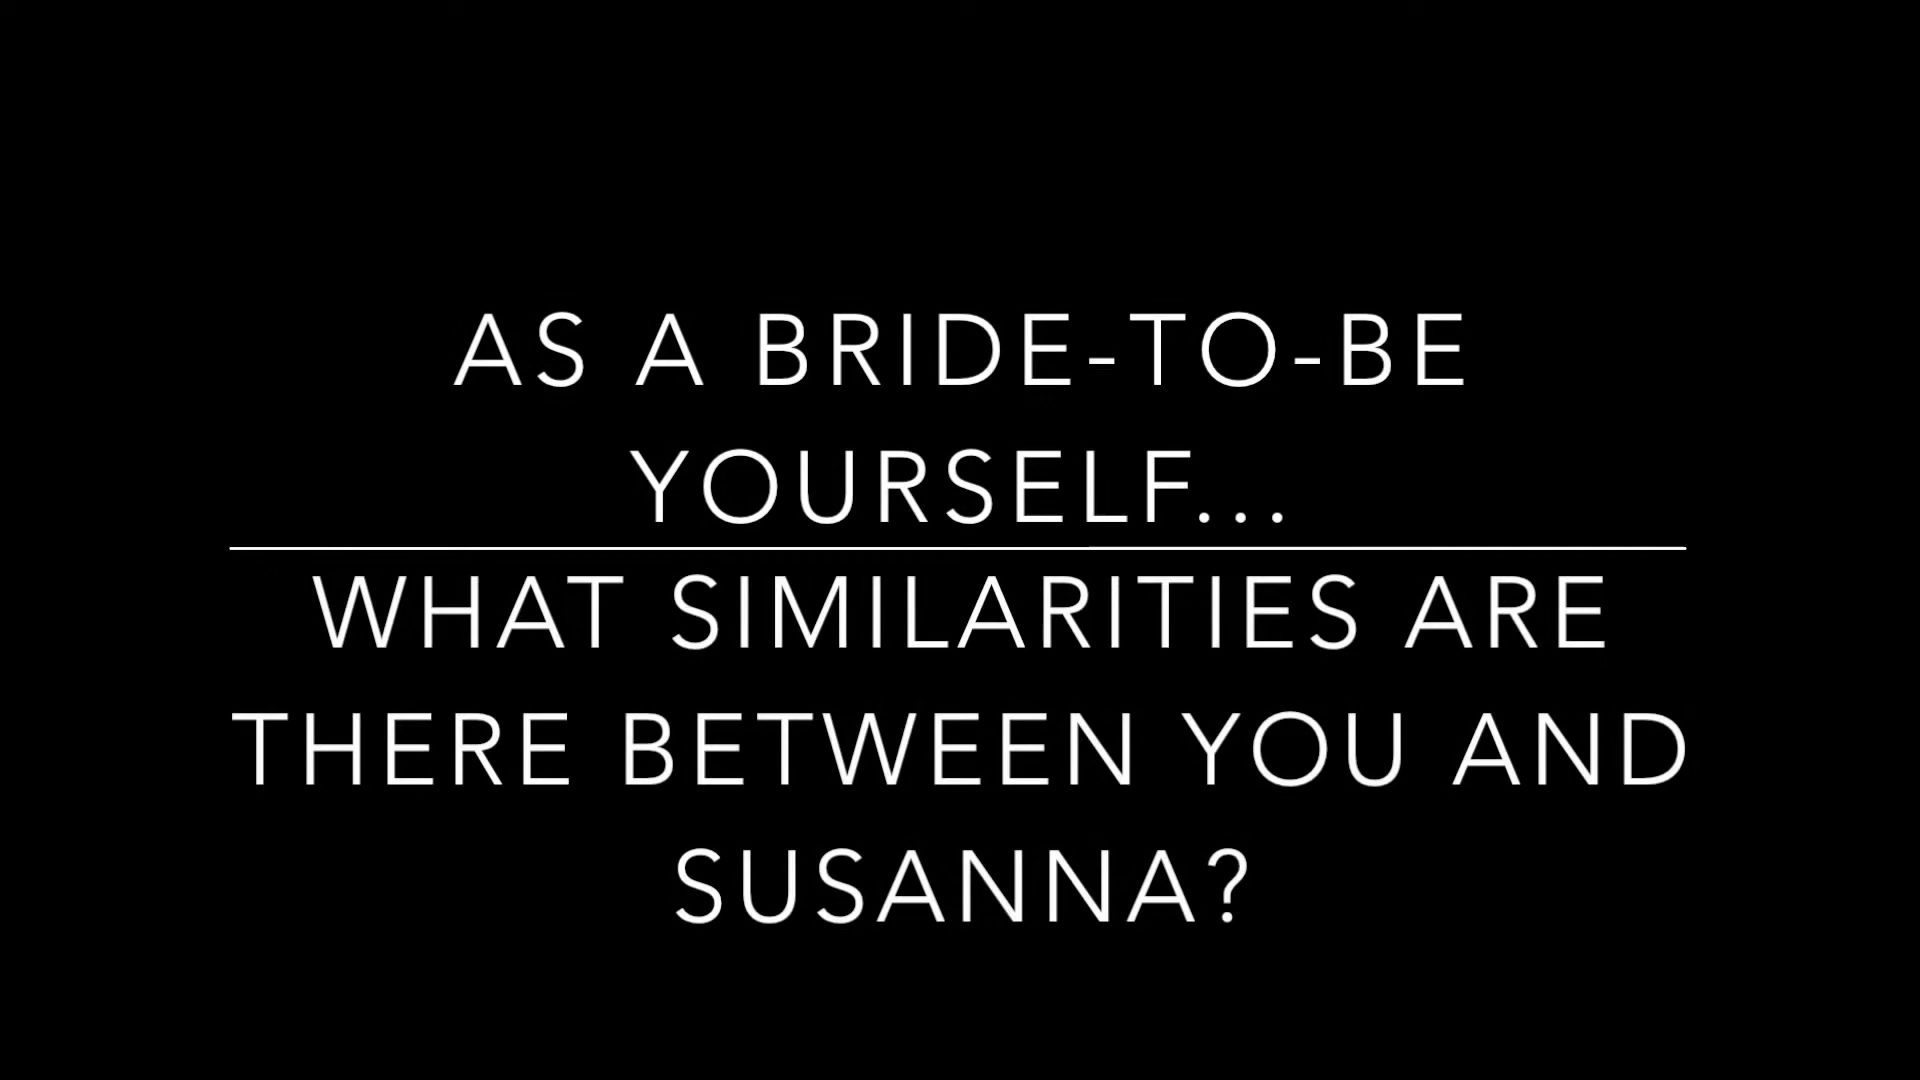 AS A BRIDE-TO-BE
YOURSELF...
WHAT SIMILARITIES ARE
THERE BETWEEN YOU AND
SUSANNA?